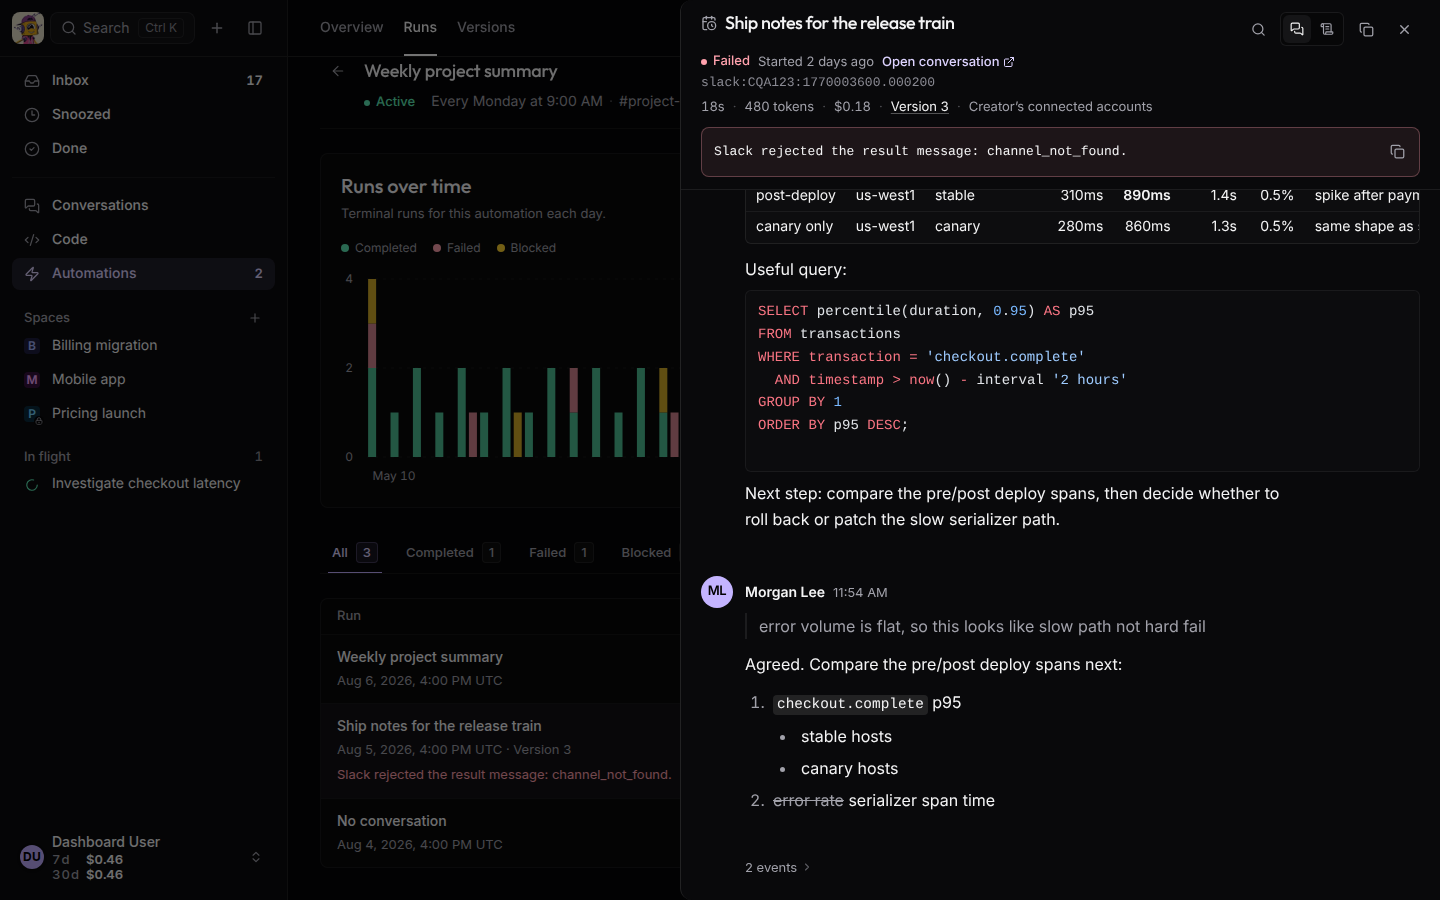 Search Ctrl K
Inbox 17
Snoozed
Done
Conversations
Code
Automations 2
Spaces
B Billing migration
M Mobile app
P Pricing launch
In flight 1
Investigate checkout latency
DU Dashboard User
7d $0.46
30d $0.46
Overview Runs Versions
Weekly project summary
Active Every Monday at 9:00 AM · #project-
Runs over time
Terminal runs for this automation each day.
Completed Failed Blocked
4
2
0
May 10
All 3 Completed 1 Failed 1 Blocked
Run
Weekly project summary
Aug 6, 2026, 4:00 PM UTC
Ship notes for the release train
Aug 5, 2026, 4:00 PM UTC · Version 3
Slack rejected the result message: channel_not_found.
No conversation
Aug 4, 2026, 4:00 PM UTC
Ship notes for the release train
Failed Started 2 days ago Open conversation
slack:CQA123:1770003600.000200
18s · 480 tokens · $0.18 · Version 3 · Creator’s connected accounts
Slack rejected the result message: channel_not_found.
post-deploy us-west1 stable 310ms 890ms 1.4s 0.5% spike after paym
canary only us-west1 canary 280ms 860ms 1.3s 0.5% same shape as
Useful query:
SELECT percentile(duration, 0.95) AS p95
FROM transactions
WHERE transaction = 'checkout.complete'
AND timestamp > now() - interval '2 hours'
GROUP BY 1
ORDER BY p95 DESC;
Next step: compare the pre/post deploy spans, then decide whether to
roll back or patch the slow serializer path.
ML Morgan Lee 11:54 AM
error volume is flat, so this looks like slow path not hard fail
Agreed. Compare the pre/post deploy spans next:
1. checkout.complete p95
• stable hosts
• canary hosts
2. error rate serializer span time
2 events